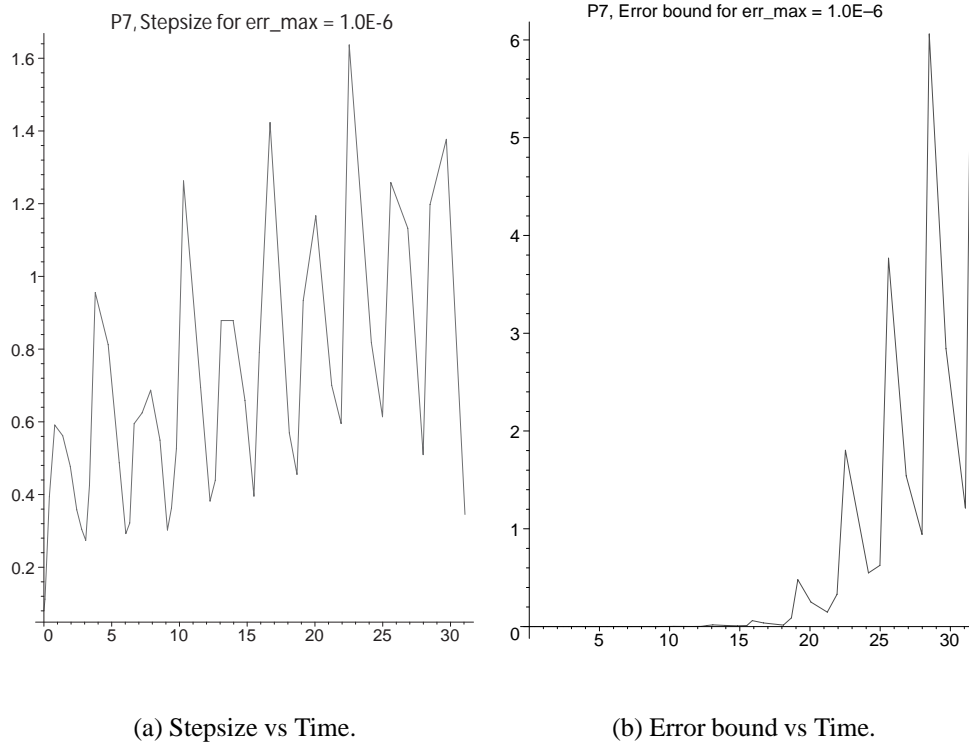 P7, Stepsize for err_max = 1.0E-6
1.6
1.4
1.2
1
0.8
0.6
0.4
0.2
0 5 10 15 20 25 30
P7, Error bound for err_max = 1.0E–6
6
5
4
3
2
1
0
5 10 15 20 25 30
(a) Stepsize vs Time.
(b) Error bound vs Time.